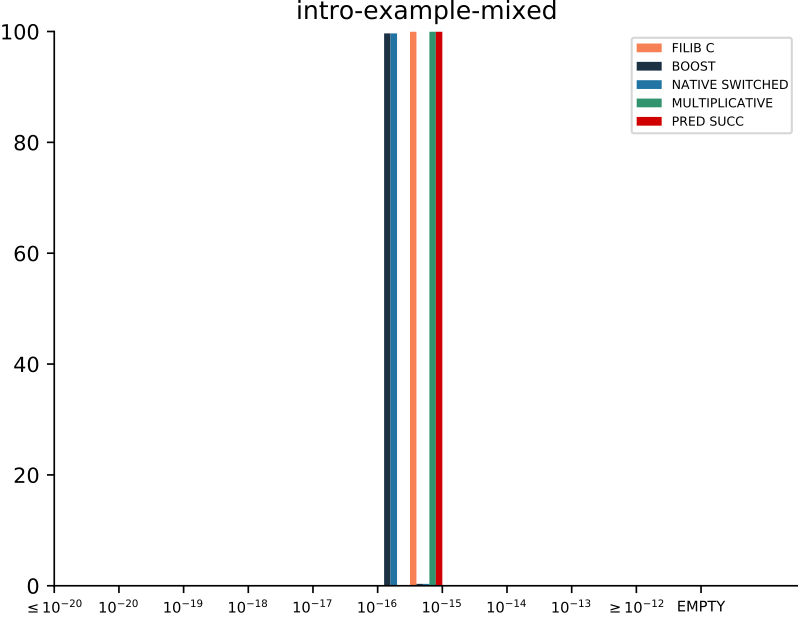 intro-example-mixed
100
80
60
40
20
0
FILIB C
BOOST
NATIVE SWITCHED
MULTIPLICATIVE
PRED SUCC
≤10⁻²⁰ 10⁻²⁰ 10⁻¹⁹ 10⁻¹⁸ 10⁻¹⁷ 10⁻¹⁶ 10⁻¹⁵ 10⁻¹⁴ 10⁻¹³ ≥10⁻¹² EMPTY